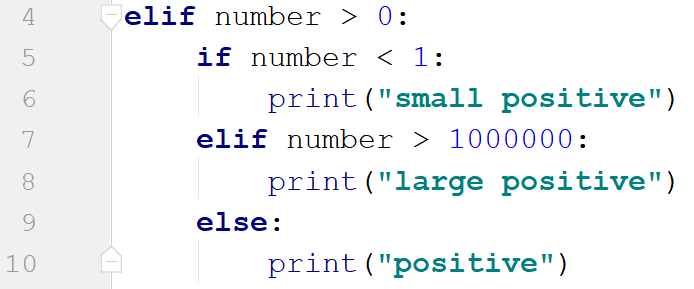 4 elif number > 0:
5     if number < 1:
6         print("small positive")
7     elif number > 1000000:
8         print("large positive")
9     else:
10         print("positive")